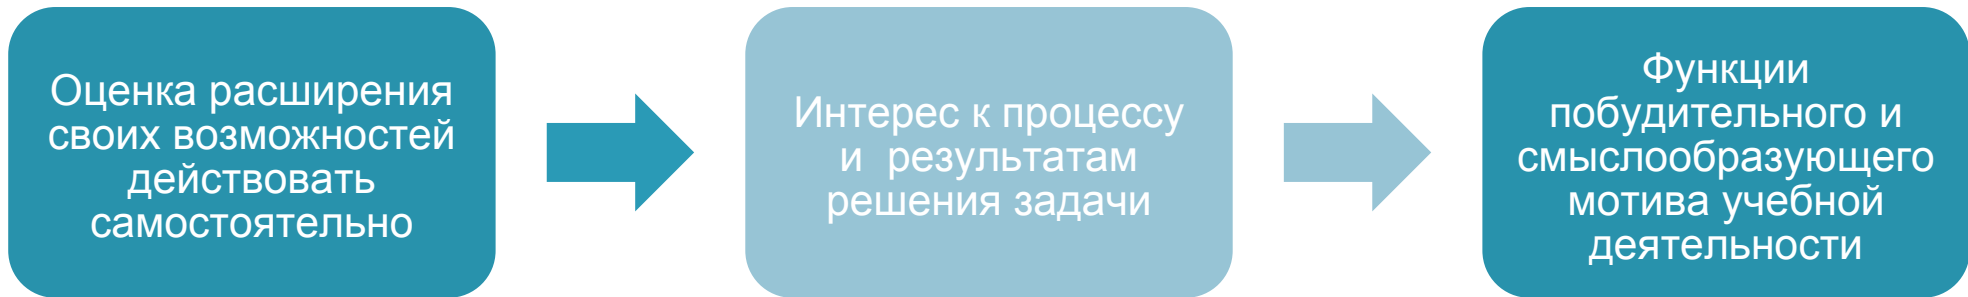 Оценка расширения
своих возможностей
действовать
самостоятельно
Интерес к процессу
и  результатам
решения задачи
Функции
побудительного и
смыслообразующего
мотива учебной
деятельности